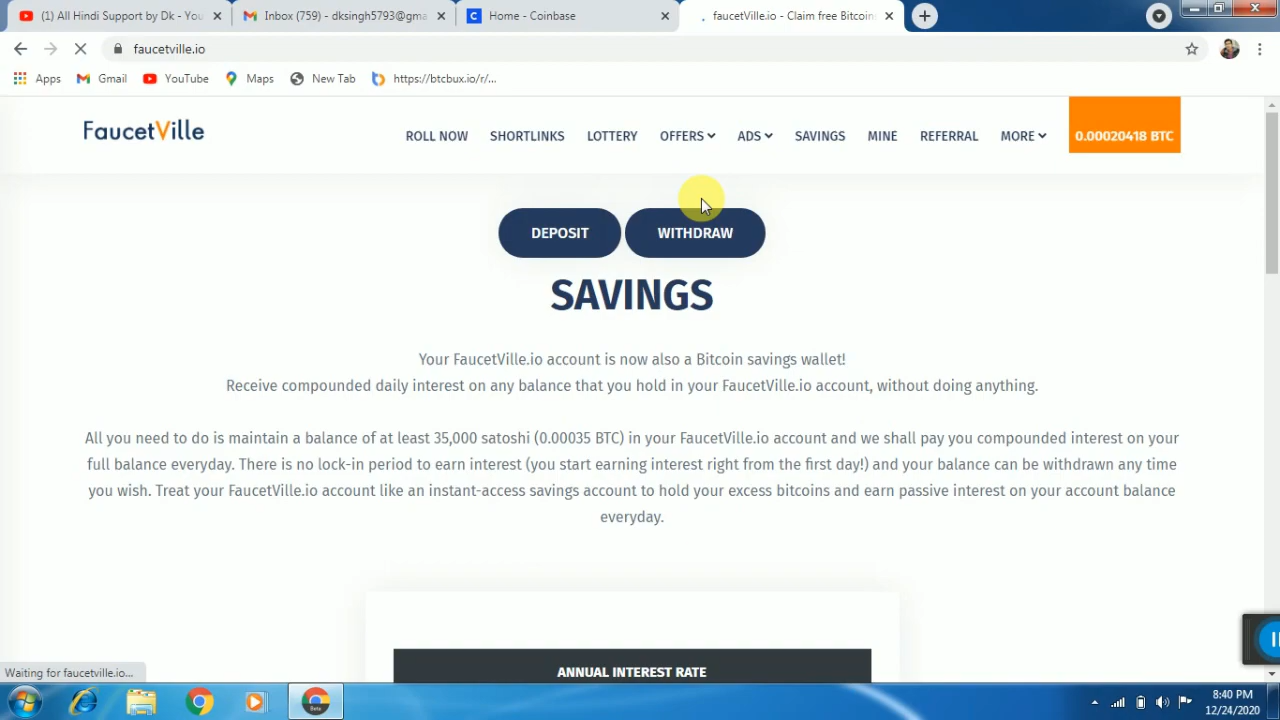 (1) All Hindi Support by Dk - You
Inbox (759) - dksingh5793@gma
Home - Coinbase
faucetVille.io - Claim free Bitcoin
faucetville.io
Apps
Gmail
YouTube
Maps
New Tab
https://btcbux.io/r/...
FaucetVille
ROLL NOW
SHORTLINKS
LOTTERY
OFFERS
ADS
SAVINGS
MINE
REFERRAL
MORE
0.00020418 BTC
DEPOSIT
WITHDRAW
SAVINGS
Your FaucetVille.io account is now also a Bitcoin savings wallet!
Receive compounded daily interest on any balance that you hold in your FaucetVille.io account, without doing anything.
All you need to do is maintain a balance of at least 35,000 satoshi (0.00035 BTC) in your FaucetVille.io account and we shall pay you compounded interest on your
full balance everyday. There is no lock-in period to earn interest (you start earning interest right from the first day!) and your balance can be withdrawn any time
you wish. Treat your FaucetVille.io account like an instant-access savings account to hold your excess bitcoins and earn passive interest on your account balance
everyday.
ANNUAL INTEREST RATE
Waiting for faucetville.io...
Beta
8:40 PM
12/24/2020